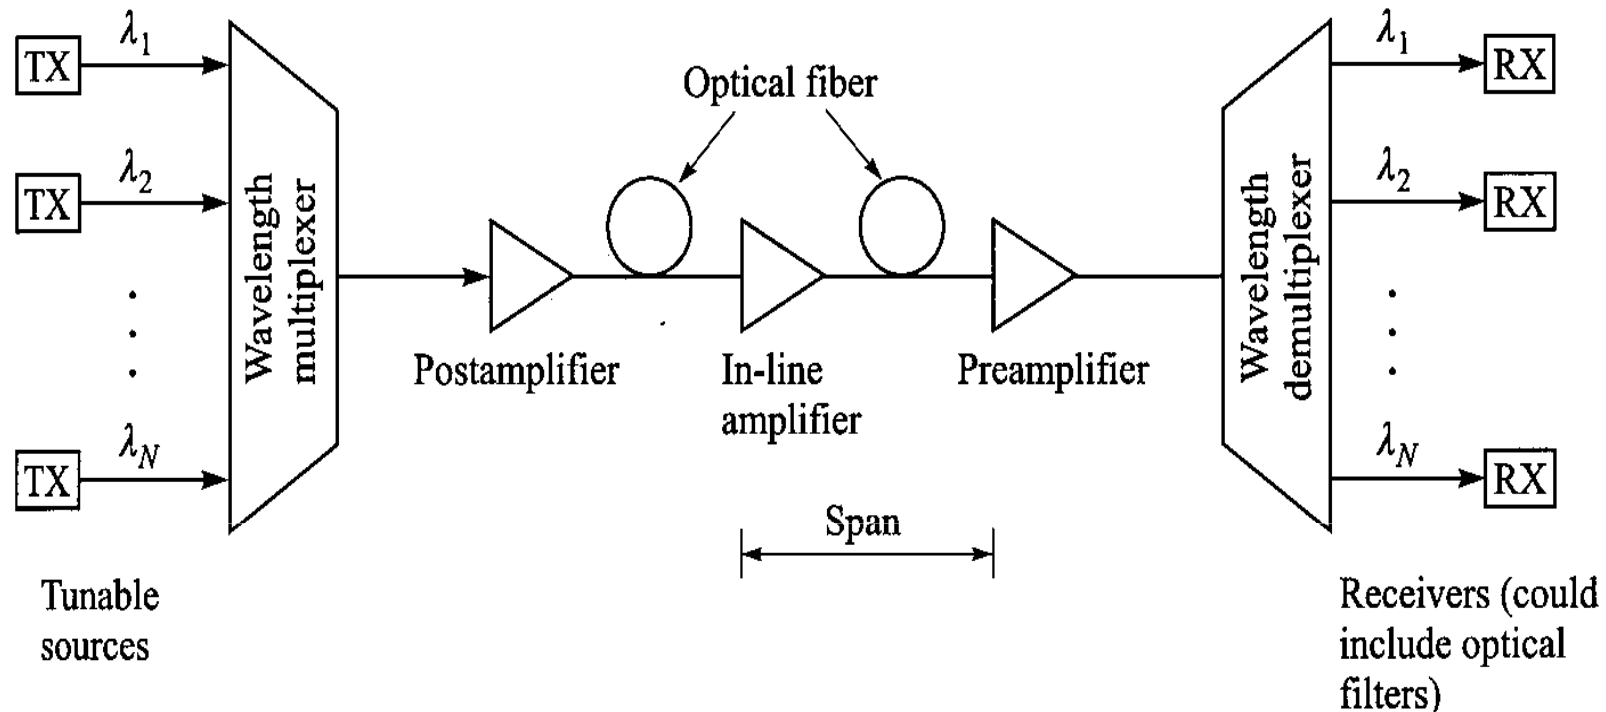 λ1
λ1
TX
RX
Optical fiber
λ2
λ2
TX
RX
Wavelength
multiplexer
Wavelength
demultiplexer
Postamplifier
In-line
amplifier
Preamplifier
λN
λN
TX
RX
Span
Tunable
sources
Receivers (could
include optical
filters)